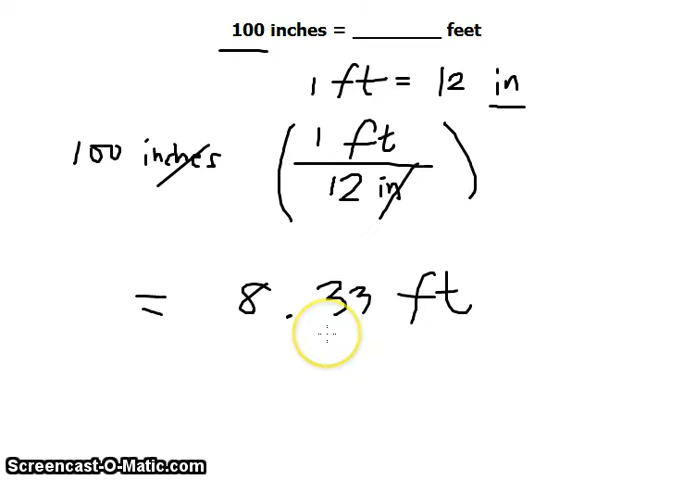 100 inches = ________ feet
1 ft = 12 in
100 inches ( 1 ft / 12 in )
= 8.33 ft
Screencast-O-Matic.com